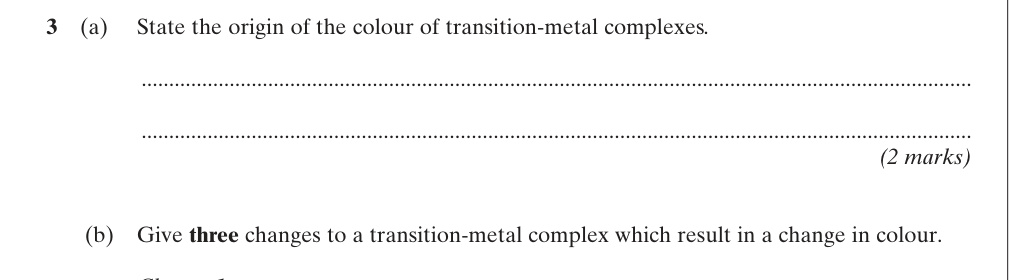 3 (a) State the origin of the colour of transition-metal complexes.
................................................................................
................................................................................
(2 marks)
(b) Give three changes to a transition-metal complex which result in a change in colour.